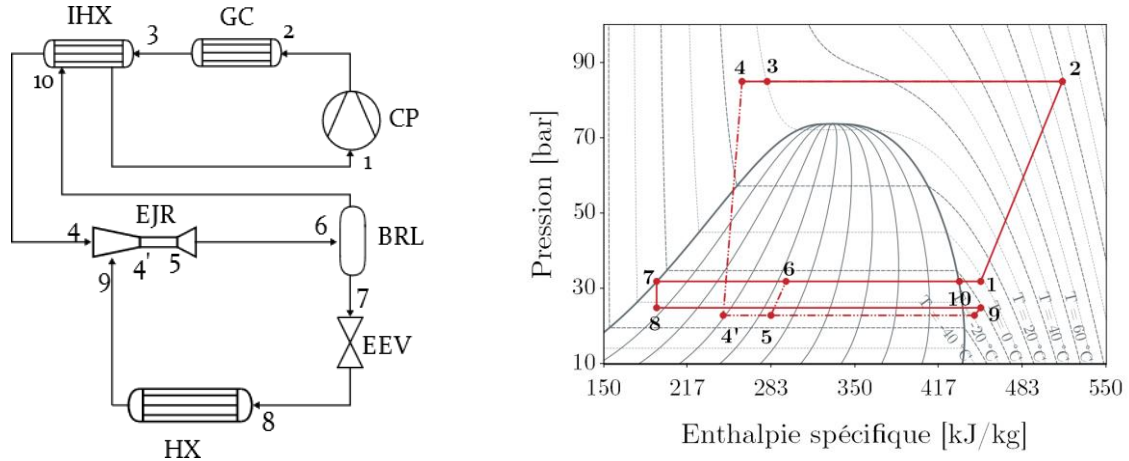 IHX
GC
3
2
10
CP
1
EJR
6
BRL
4
4'
5
9
7
EEV
8
HX
Pression [bar]
90
70
50
30
10
4
3
2
7
6
10
1
8
4'
5
9
T = -40 °C
-20 °C
T = 0 °C
T = 20 °C
T = 40 °C
T = 60 °C
150
217
283
350
417
483
550
Enthalpie spécifique [kJ/kg]